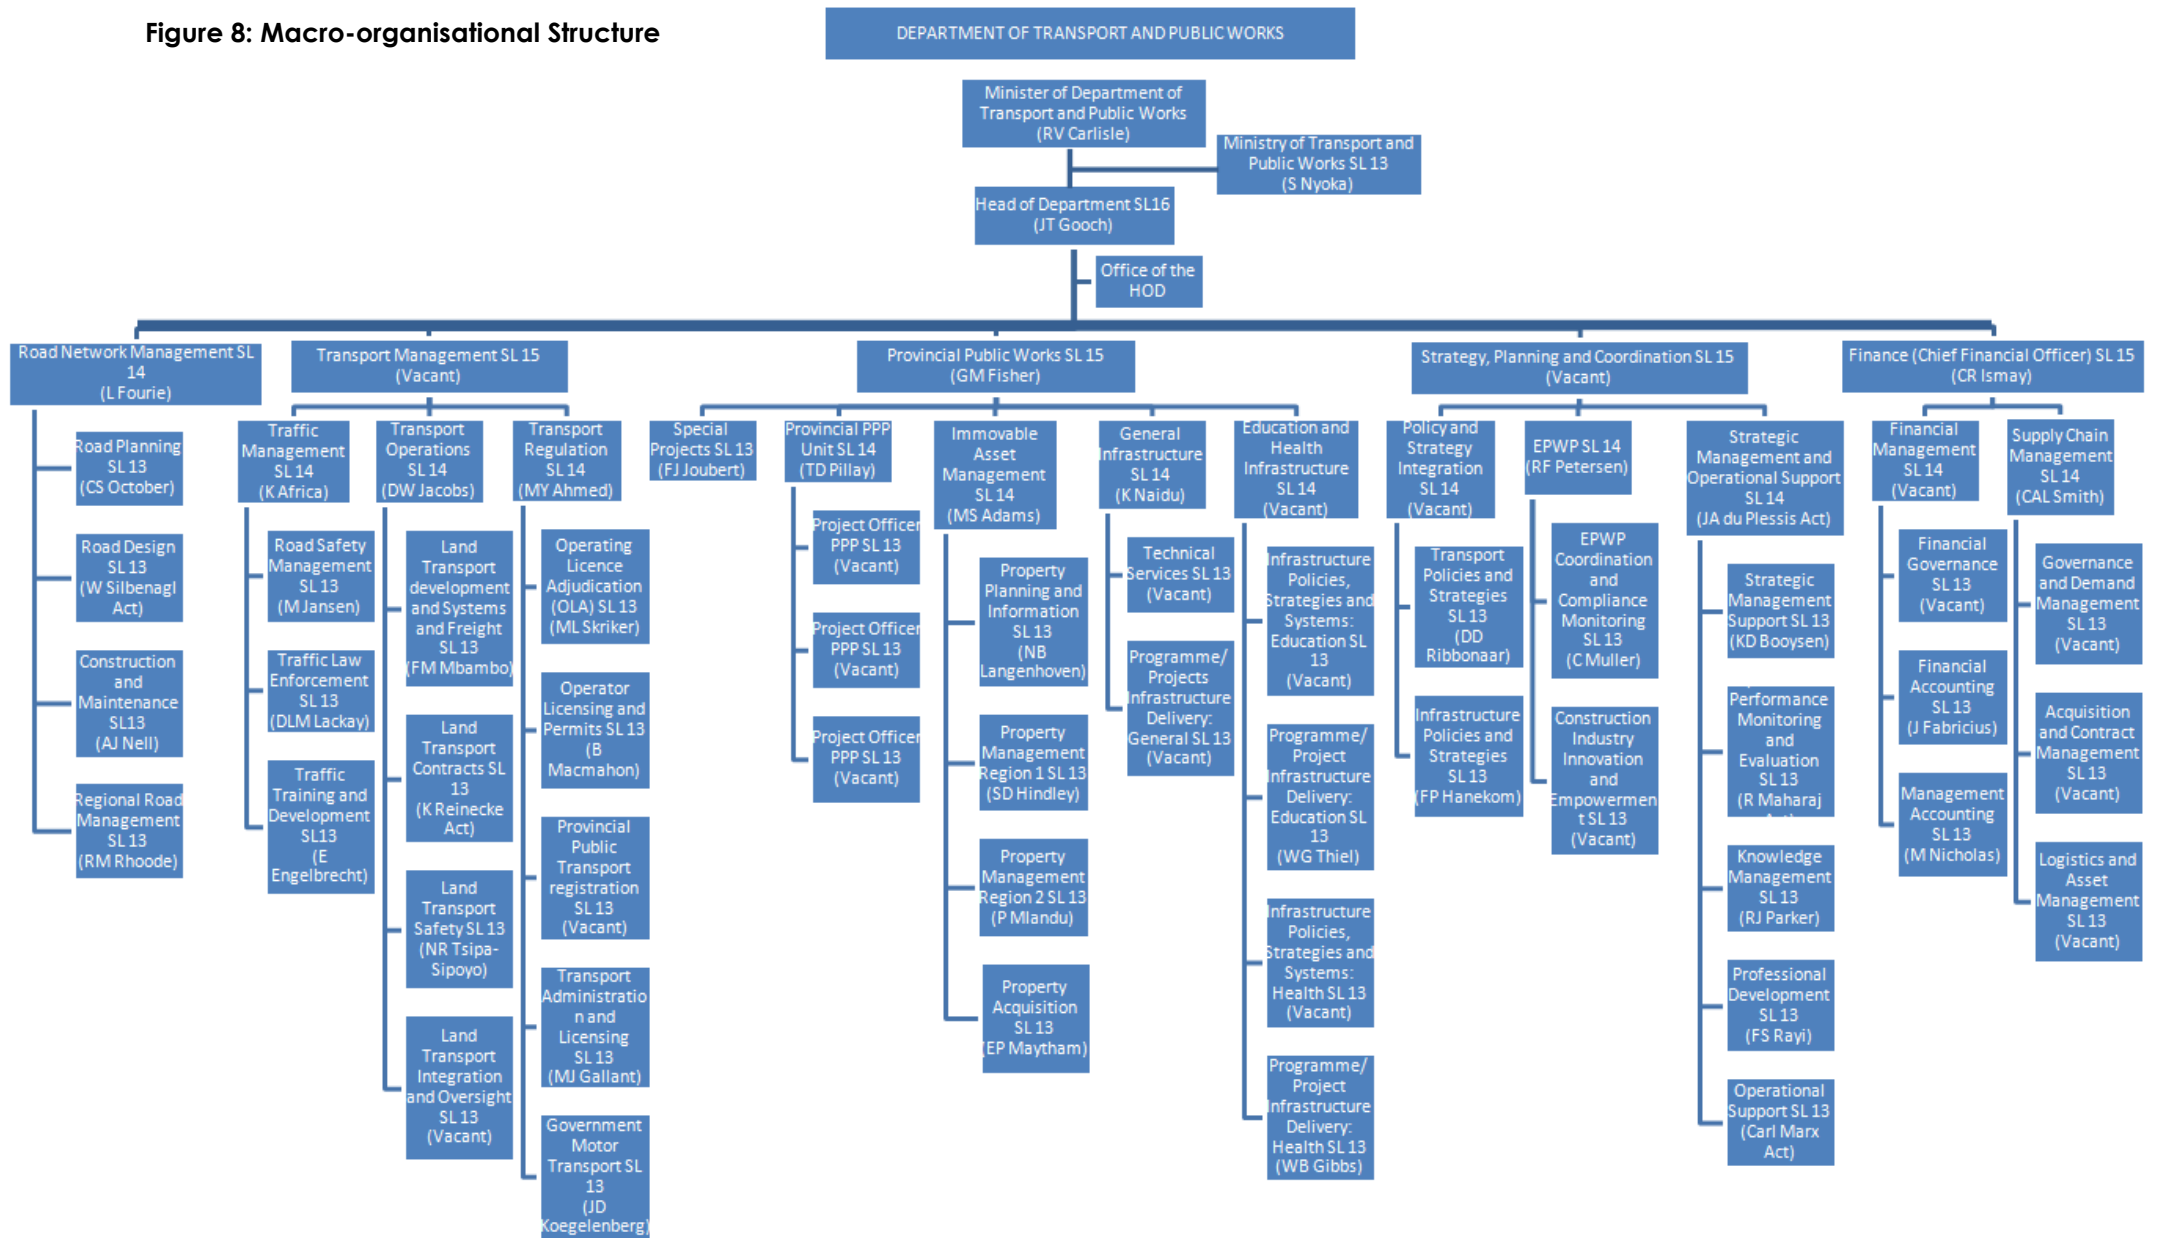 Figure 8: Macro-organisational Structure
DEPARTMENT OF TRANSPORT AND PUBLIC WORKS
Minister of Department of
Transport and Public Works
(RV Carlisle)
Ministry of Transport and
Public Works SL 13
(S Nyoka)
Head of Department SL16
(JT Gooch)
Office of the
HOD
Road Network Management SL
14
(L Fourie)
Transport Management SL 15
(Vacant)
Provincial Public Works SL 15
(GM Fisher)
Strategy, Planning and Coordination SL 15
(Vacant)
Finance (Chief Financial Officer) SL 15
(CR Ismay)
Road Planning
SL 13
(CS October)
Road Design
SL 13
(W Silbenagl
Act)
Construction
and
Maintenance
SL13
(AJ Nell)
Regional Road
Management
SL 13
(RM Rhoode)
Traffic
Management
SL 14
(K Africa)
Road Safety
Management
SL 13
(M Jansen)
Traffic Law
Enforcement
SL 13
(DLM Lackay)
Traffic
Training and
Development
SL13
(E
Engelbrecht)
Transport
Operations
SL 14
(DW Jacobs)
Land
Transport
development
and Systems
and Freight
SL 13
(FM Mbambo)
Land
Transport
Contracts SL
13
(K Reinecke
Act)
Land
Transport
Safety SL 13
(NR Tsipa-
Sipoyo)
Land
Transport
Integration
and Oversight
SL 13
(Vacant)
Transport
Regulation
SL 14
(MY Ahmed)
Operating
Licence
Adjudication
(OLA) SL 13
(ML Skriker)
Operator
Licensing and
Permits SL 13
(B
Macmahon)
Provincial
Public
Transport
registration
SL 13
(Vacant)
Transport
Administratio
n and
Licensing
SL 13
(MJ Gallant)
Government
Motor
Transport SL
13
(JD
Koegelenberg)
Special
Projects SL 13
(FJ Joubert)
Provincial PPP
Unit SL 14
(TD Pillay)
Project Officer
PPP SL 13
(Vacant)
Project Officer
PPP SL 13
(Vacant)
Project Officer
PPP SL 13
(Vacant)
Immovable
Asset
Management
SL 14
(MS Adams)
Property
Planning and
Information
SL 13
(NB
Langenhoven)
Property
Management
Region 1 SL 13
(SD Hindley)
Property
Management
Region 2 SL 13
(P Mlandu)
Property
Acquisition
SL 13
(EP Maytham)
General
Infrastructure
SL 14
(K Naidu)
Technical
Services SL 13
(Vacant)
Programme/
Projects
Infrastructure
Delivery:
General SL 13
(Vacant)
Education and
Health
Infrastructure
SL 14
(Vacant)
Infrastructure
Policies,
Strategies and
Systems:
Education SL
13
(Vacant)
Programme/
Project
Infrastructure
Delivery:
Education SL
13
(WG Thiel)
Infrastructure
Policies,
Strategies and
Systems:
Health SL 13
(Vacant)
Programme/
Project
Infrastructure
Delivery:
Health SL 13
(WB Gibbs)
Policy and
Strategy
Integration
SL 14
(Vacant)
Transport
Policies and
Strategies
SL 13
(DD
Ribbonaar)
Infrastructure
Policies and
Strategies
SL 13
(FP Hanekom)
EPWP SL 14
(RF Petersen)
EPWP
Coordination
and
Compliance
Monitoring
SL 13
(C Muller)
Construction
Industry
Innovation
and
Empowermen
t SL 13
(Vacant)
Strategic
Management and
Operational Support
SL 14
(JA du Plessis Act)
Strategic
Management
Support SL 13
(KD Booysen)
Performance
Monitoring
and
Evaluation
SL 13
(R Maharaj
Knowledge
Management
SL 13
(RJ Parker)
Professional
Development
SL 13
(FS Rayi)
Operational
Support SL 13
(Carl Marx
Act)
Financial
Management
SL 14
(Vacant)
Financial
Governance
SL 13
(Vacant)
Financial
Accounting
SL 13
(J Fabricius)
Management
Accounting
SL 13
(M Nicholas)
Supply Chain
Management
SL 14
(CAL Smith)
Governance
and Demand
Management
SL 13
(Vacant)
Acquisition
and Contract
Management
SL 13
(Vacant)
Logistics and
Asset
Management
SL 13
(Vacant)